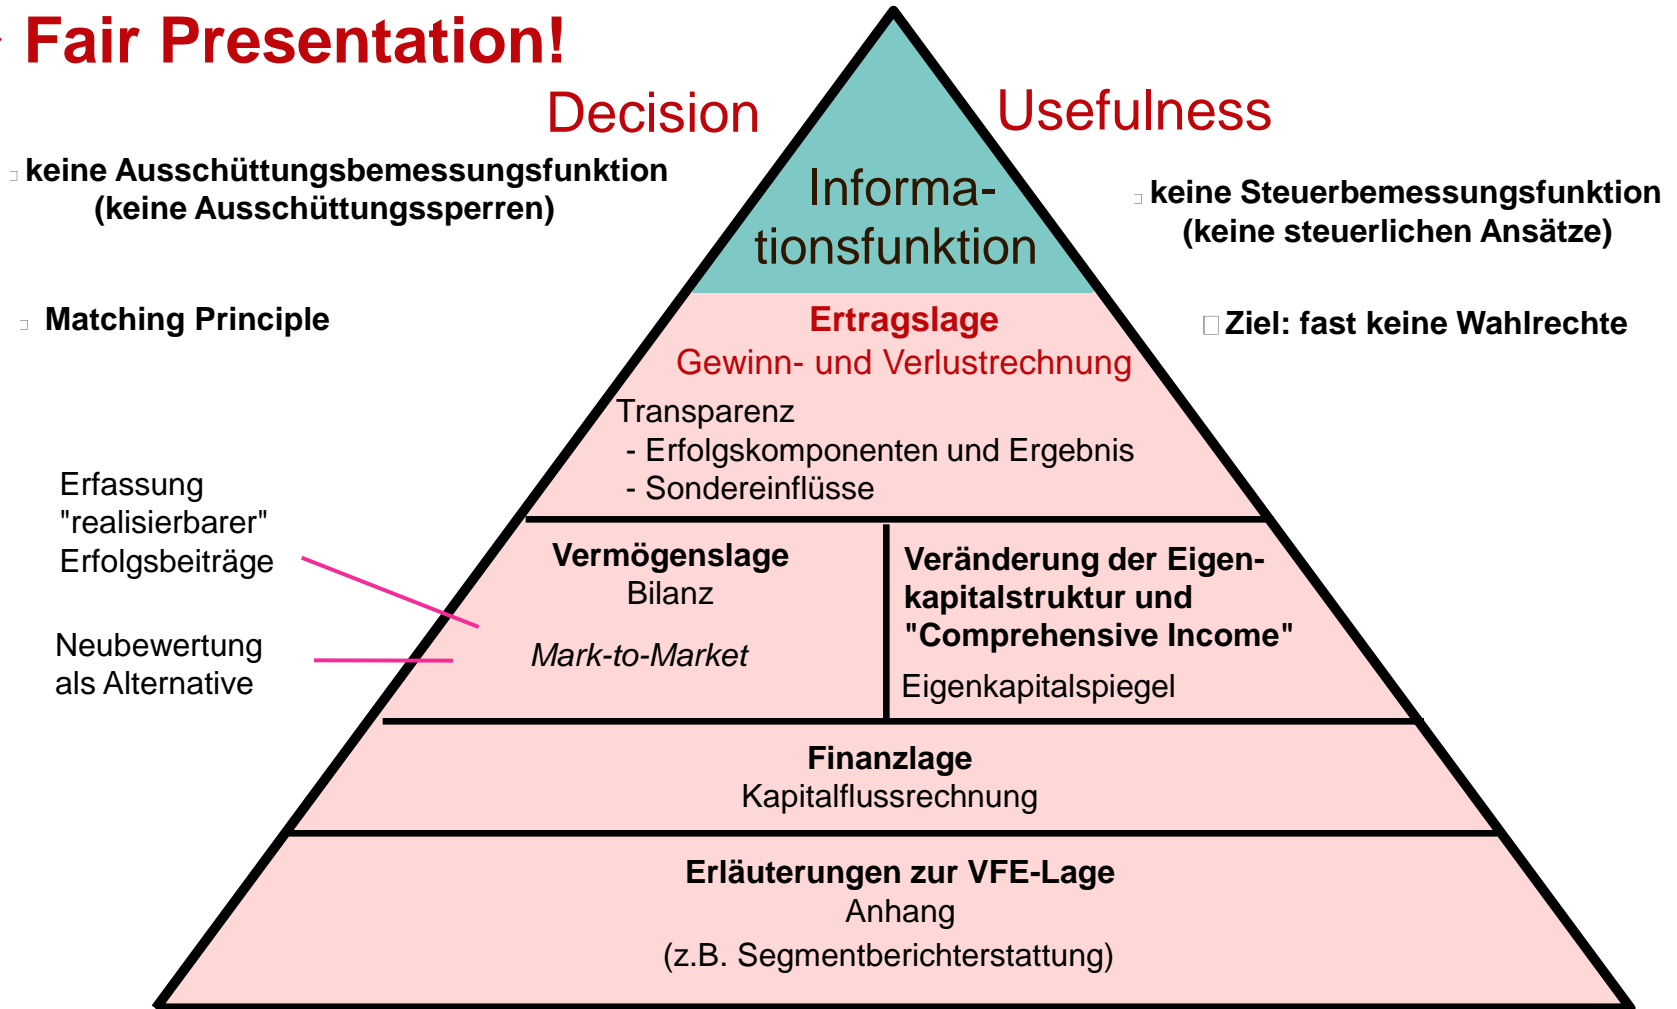 Fair Presentation!
Decision
Usefulness
keine Ausschüttungsbemessungsfunktion
(keine Ausschüttungssperren)
Informa-
tionsfunktion
keine Steuerbemessungsfunktion
(keine steuerlichen Ansätze)
Matching Principle
Ertragslage
Gewinn- und Verlustrechnung
Ziel: fast keine Wahlrechte
Transparenz
- Erfolgskomponenten und Ergebnis
- Sondereinflüsse
Erfassung
"realisierbarer"
Erfolgsbeiträge
Neubewertung
als Alternative
Vermögenslage
Bilanz
Mark-to-Market
Veränderung der Eigen-
kapitalstruktur und
"Comprehensive Income"
Eigenkapitalspiegel
Finanzlage
Kapitalflussrechnung
Erläuterungen zur VFE-Lage
Anhang
(z.B. Segmentberichterstattung)